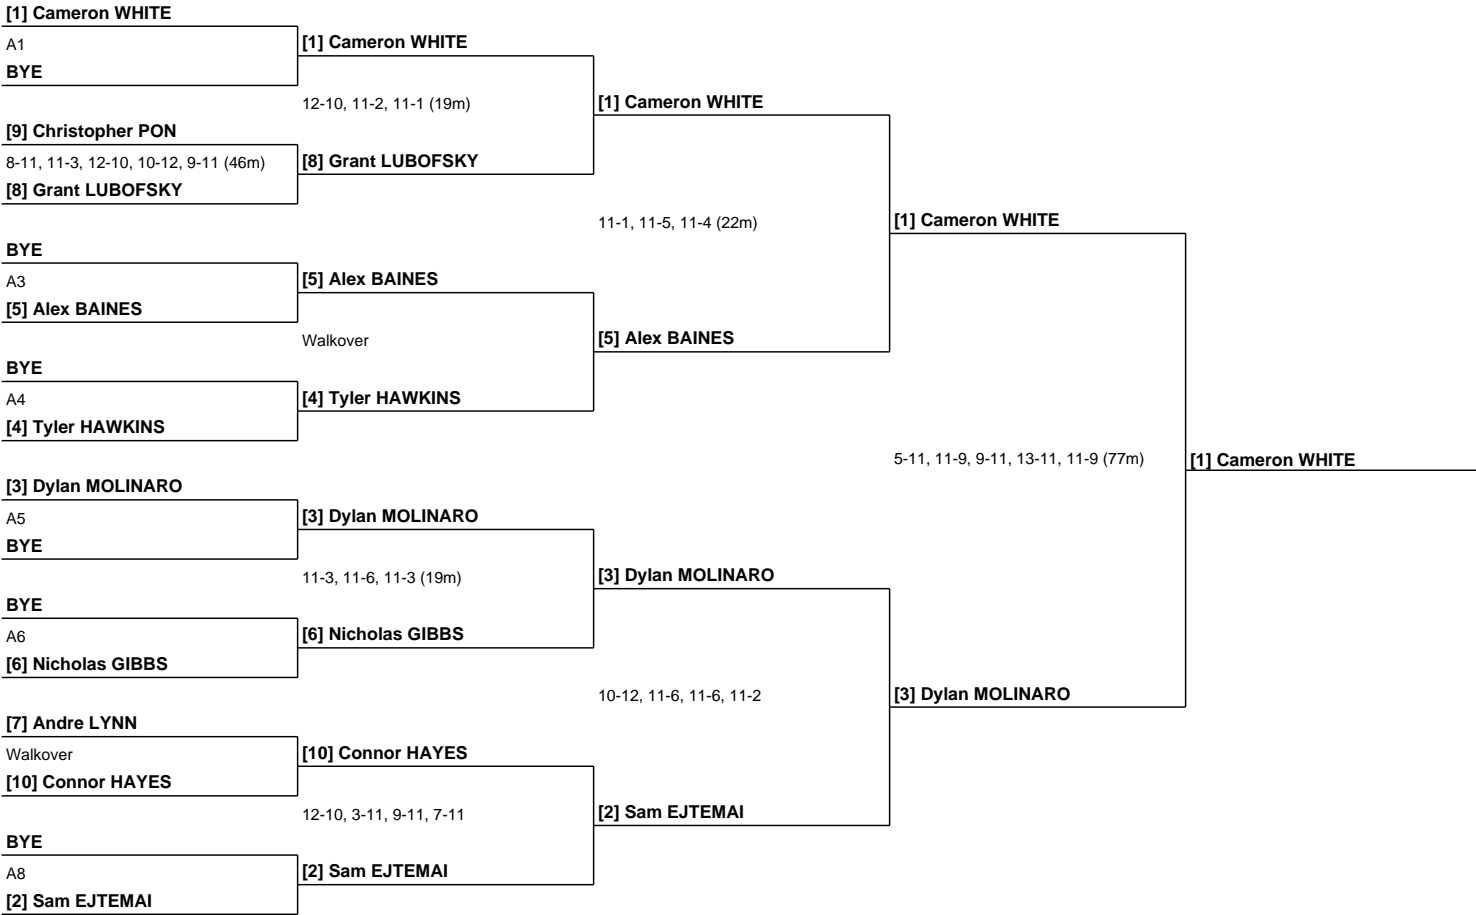 [1] Cameron WHITE
A1
BYE
[9] Christopher PON
8-11, 11-3, 12-10, 10-12, 9-11 (46m)
[8] Grant LUBOFSKY
BYE
A3
[5] Alex BAINES
BYE
A4
[4] Tyler HAWKINS
[3] Dylan MOLINARO
A5
BYE
BYE
A6
[6] Nicholas GIBBS
[7] Andre LYNN
Walkover
[10] Connor HAYES
BYE
A8
[2] Sam EJTEMAI
[1] Cameron WHITE
12-10, 11-2, 11-1 (19m)
[8] Grant LUBOFSKY
[5] Alex BAINES
Walkover
[4] Tyler HAWKINS
[3] Dylan MOLINARO
11-3, 11-6, 11-3 (19m)
[6] Nicholas GIBBS
[10] Connor HAYES
12-10, 3-11, 9-11, 7-11
[2] Sam EJTEMAI
[1] Cameron WHITE
11-1, 11-5, 11-4 (22m)
[5] Alex BAINES
[3] Dylan MOLINARO
10-12, 11-6, 11-6, 11-2
[2] Sam EJTEMAI
[1] Cameron WHITE
5-11, 11-9, 9-11, 13-11, 11-9 (77m)
[3] Dylan MOLINARO
[1] Cameron WHITE